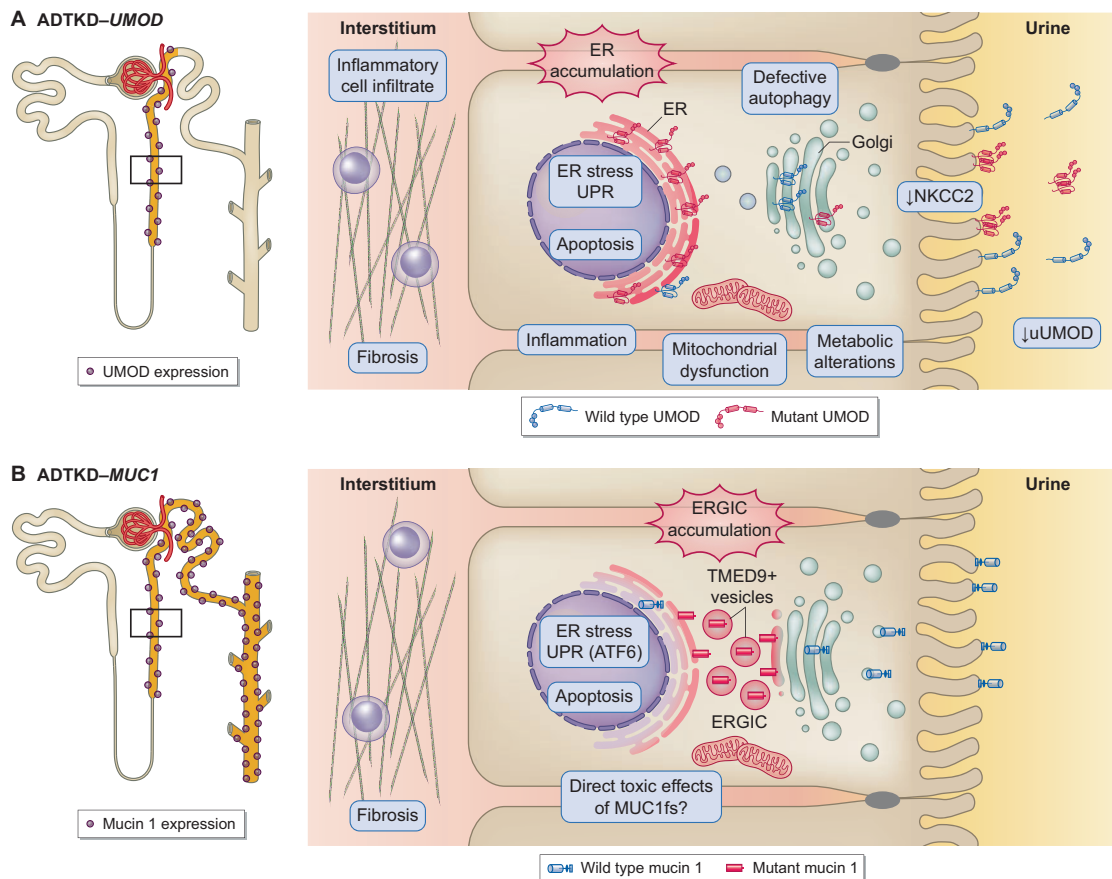 A ADTKD–UMOD
UMOD expression
Interstitium
Urine
Inflammatory
cell infiltrate
ER
accumulation
Defective
autophagy
ER
Golgi
ER stress
UPR
Apoptosis
↓NKCC2
Fibrosis
Inflammation
Mitochondrial
dysfunction
Metabolic
alterations
↓uUMOD
Wild type UMOD
Mutant UMOD
B ADTKD–MUC1
Mucin 1 expression
Interstitium
Urine
ERGIC
accumulation
TMED9+
vesicles
ER stress
UPR (ATF6)
Apoptosis
ERGIC
Fibrosis
Direct toxic effects
of MUC1fs?
Wild type mucin 1
Mutant mucin 1